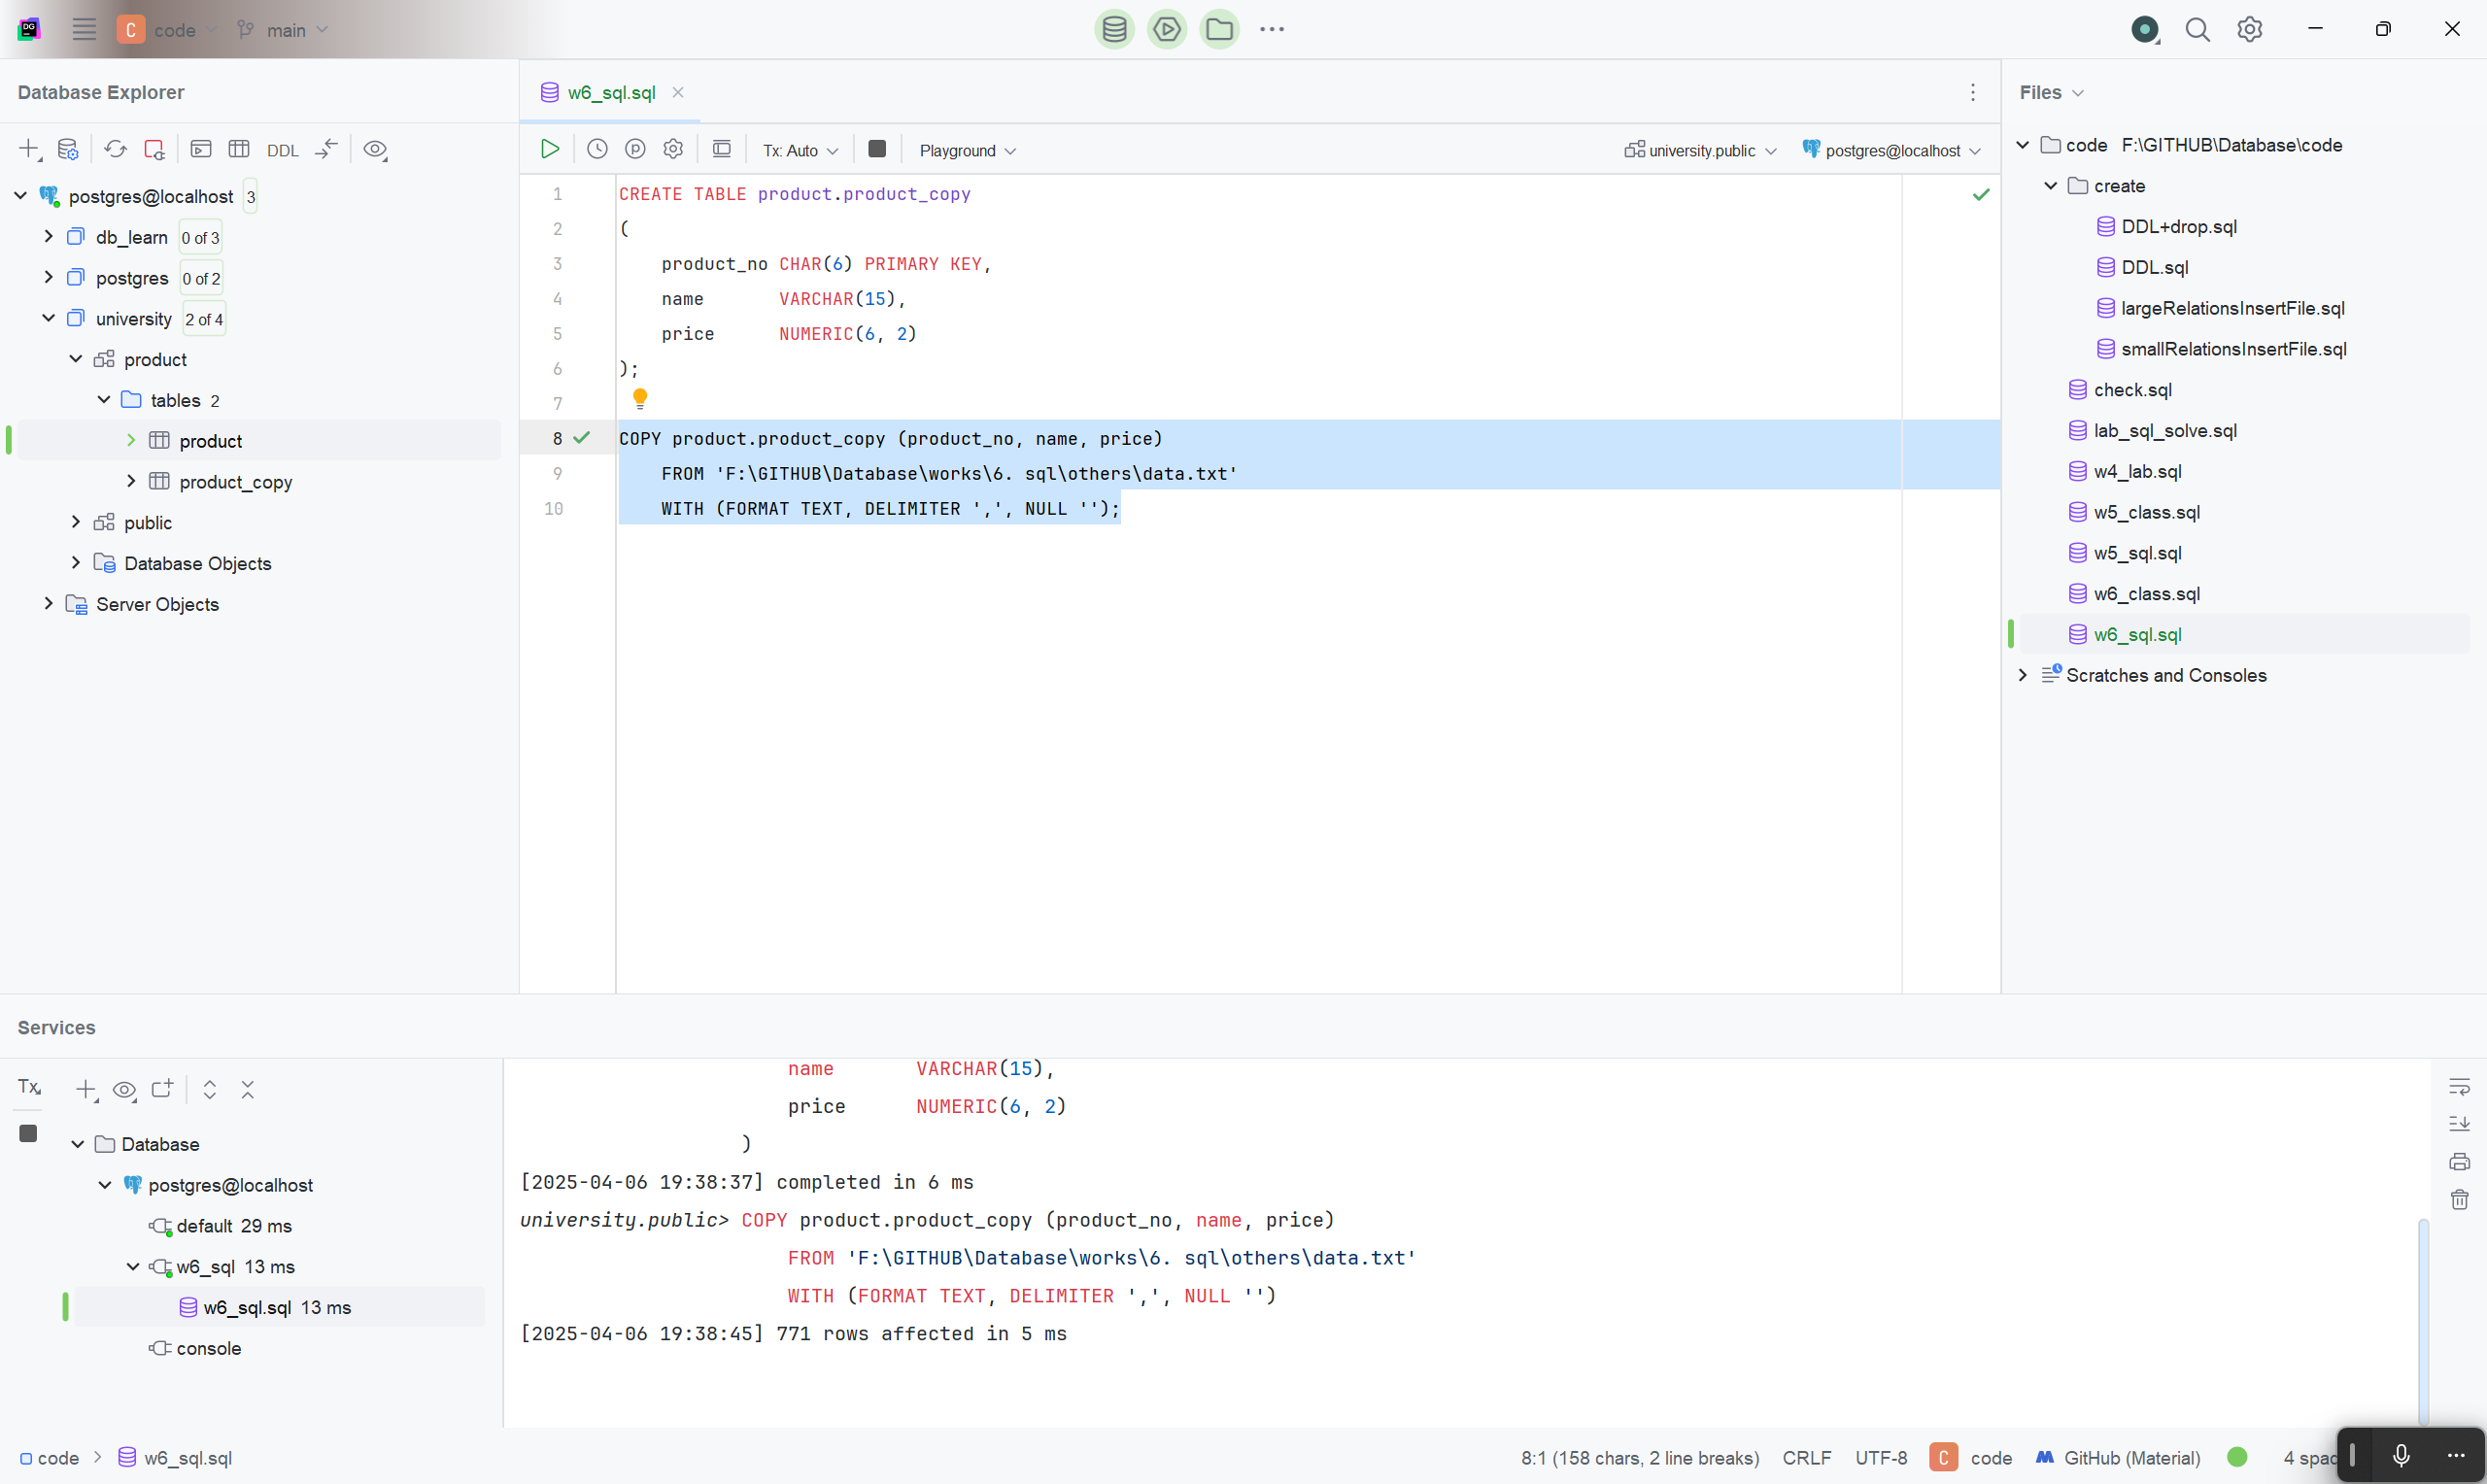 DG
C code main
Database Explorer
DDL
postgres@localhost 3
db_learn 0 of 3
postgres 0 of 2
university 2 of 4
product
tables 2
product
product_copy
public
Database Objects
Server Objects
w6_sql.sql
Tx: Auto Playground university.public postgres@localhost
1 CREATE TABLE product.product_copy
2 (
3 product_no CHAR(6) PRIMARY KEY,
4 name VARCHAR(15),
5 price NUMERIC(6, 2)
6 );
7
8 COPY product.product_copy (product_no, name, price)
9 FROM 'F:\GITHUB\Database\works\6. sql\others\data.txt'
10 WITH (FORMAT TEXT, DELIMITER ',', NULL '');
Files
code F:\GITHUB\Database\code
create
DDL+drop.sql
DDL.sql
largeRelationsInsertFile.sql
smallRelationsInsertFile.sql
check.sql
lab_sql_solve.sql
w4_lab.sql
w5_class.sql
w5_sql.sql
w6_class.sql
w6_sql.sql
Scratches and Consoles
Services
Tx
Database
postgres@localhost
default 29 ms
w6_sql 13 ms
w6_sql.sql 13 ms
console
name VARCHAR(15),
price NUMERIC(6, 2)
)
[2025-04-06 19:38:37] completed in 6 ms
university.public> COPY product.product_copy (product_no, name, price)
FROM 'F:\GITHUB\Database\works\6. sql\others\data.txt'
WITH (FORMAT TEXT, DELIMITER ',', NULL '')
[2025-04-06 19:38:45] 771 rows affected in 5 ms
code w6_sql.sql
8:1 (158 chars, 2 line breaks) CRLF UTF-8 C code GitHub (Material) 4 spac